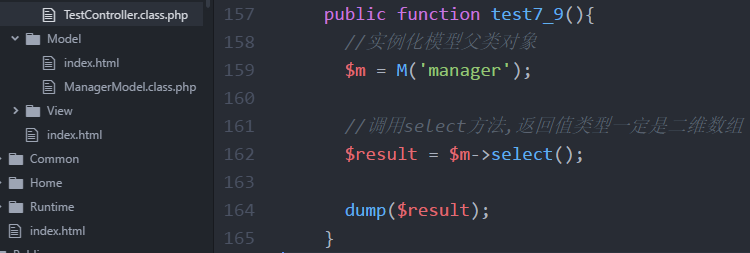 TestController.class.php
Model
index.html
ManagerModel.class.php
View
index.html
Common
Home
Runtime
index.html
157 public function test7_9(){
158 //实例化模型父类对象
159 $m = M('manager');
160
161 //调用select方法,返回值类型一定是二维数组
162 $result = $m->select();
163
164 dump($result);
165 }